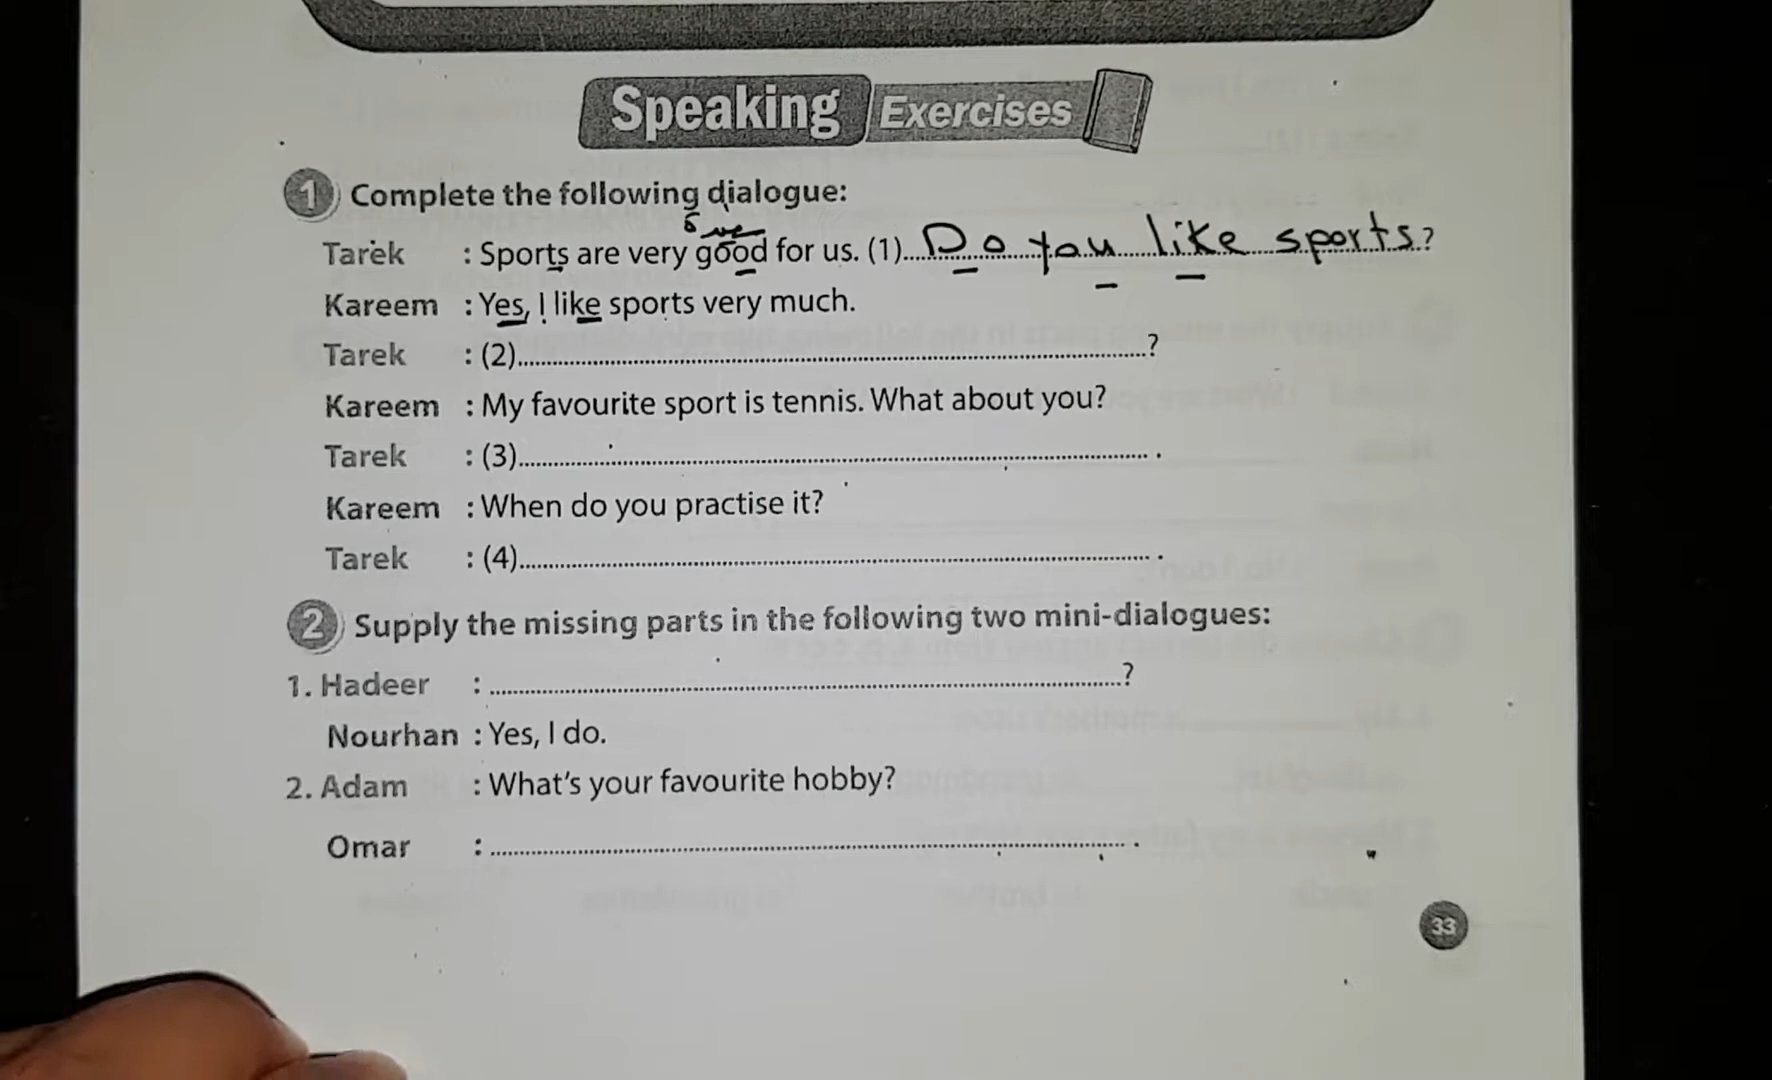 Speaking Exercises
1 Complete the following dialogue:
Tarek : Sports are very good for us. (1) Do you like sports?
Kareem : Yes, I like sports very much.
Tarek : (2)..........?
Kareem : My favourite sport is tennis. What about you?
Tarek : (3)...........
Kareem : When do you practise it?
Tarek : (4)...........
2 Supply the missing parts in the following two mini-dialogues:
1. Hadeer : ..........?
Nourhan : Yes, I do.
2. Adam : What's your favourite hobby?
Omar : ...........
33